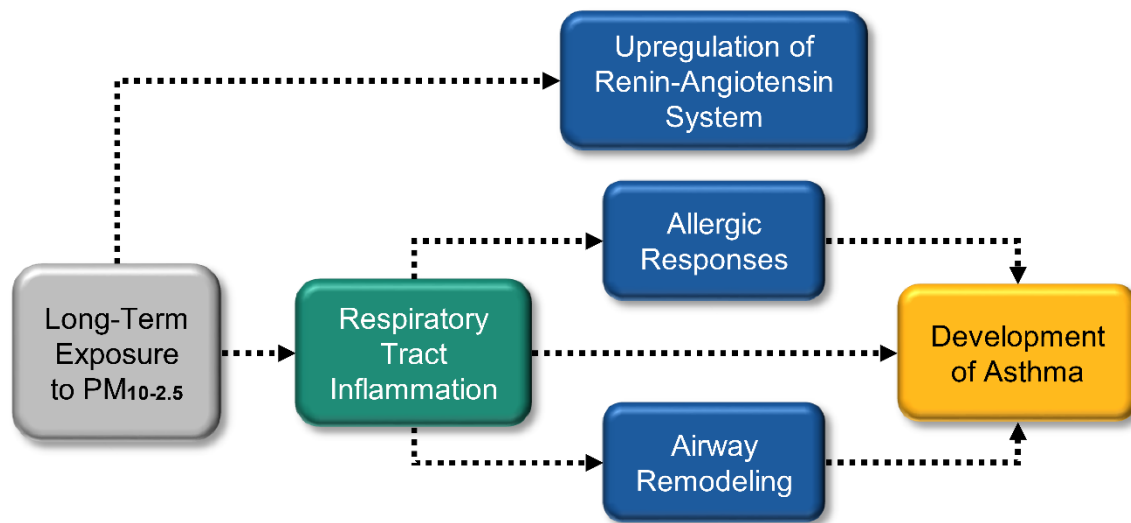 Upregulation of
Renin-Angiotensin
System
Allergic
Responses
Long-Term
Exposure
to PM10-2.5
Respiratory
Tract
Inflammation
Development
of Asthma
Airway
Remodeling